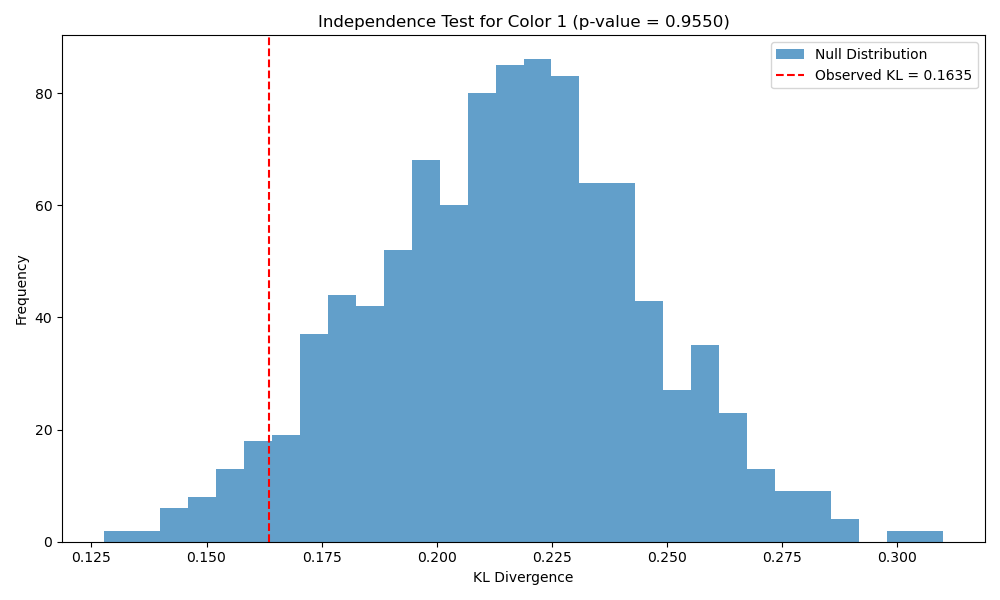 Independence Test for Color 1 (p-value = 0.9550)
Null Distribution
Observed KL = 0.1635
Frequency
80
60
40
20
0
0.125 0.150 0.175 0.200 0.225 0.250 0.275 0.300
KL Divergence